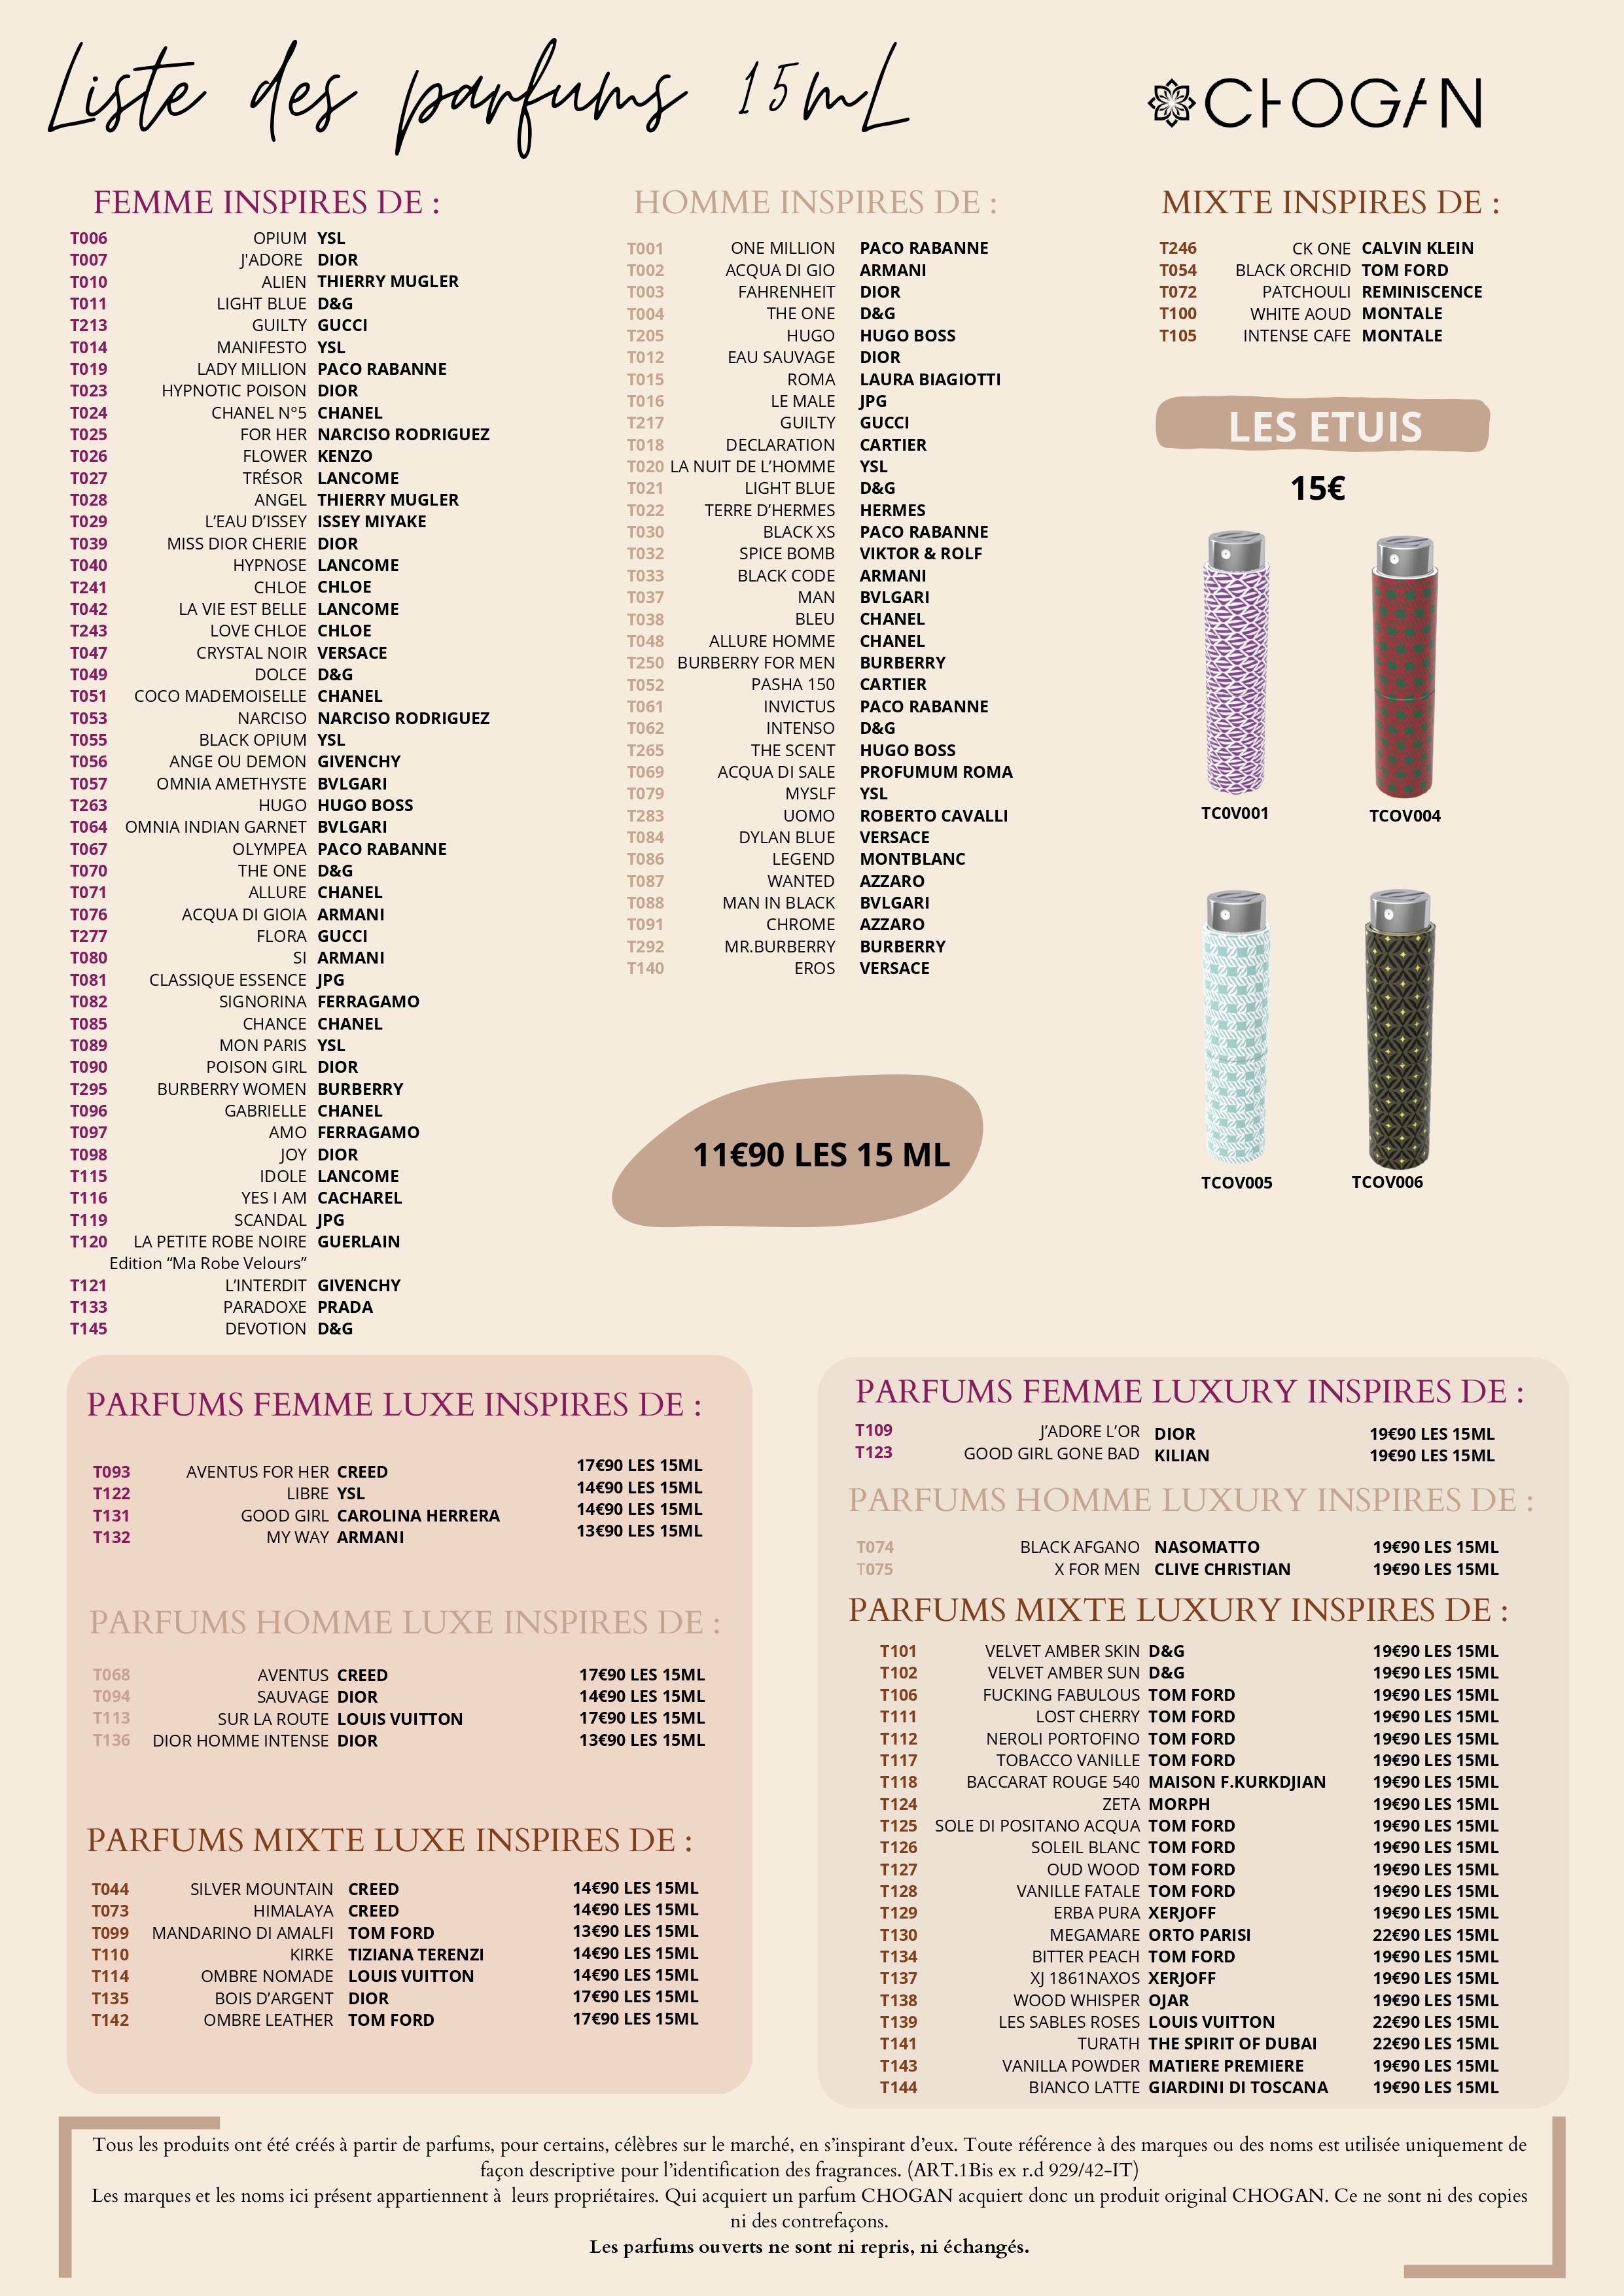 Liste des parfums 15mL
CHOGAN
FEMME INSPIRES DE :
T006 OPIUM YSL
T007 J'ADORE DIOR
T010 ALIEN THIERRY MUGLER
T011 LIGHT BLUE D&G
T213 GUILTY GUCCI
T014 MANIFESTO YSL
T019 LADY MILLION PACO RABANNE
T023 HYPNOTIC POISON DIOR
T024 CHANEL N°5 CHANEL
T025 FOR HER NARCISO RODRIGUEZ
T026 FLOWER KENZO
T027 TRÉSOR LANCOME
T028 ANGEL THIERRY MUGLER
T029 L’EAU D’ISSEY ISSEY MIYAKE
T039 MISS DIOR CHERIE DIOR
T040 HYPNOSE LANCOME
T241 CHLOE CHLOE
T042 LA VIE EST BELLE LANCOME
T243 LOVE CHLOE CHLOE
T047 CRYSTAL NOIR VERSACE
T049 DOLCE D&G
T051 COCO MADEMOISELLE CHANEL
T053 NARCISO NARCISO RODRIGUEZ
T055 BLACK OPIUM YSL
T056 ANGE OU DEMON GIVENCHY
T057 OMNIA AMETHYSTE BVLGARI
T263 HUGO HUGO BOSS
T064 OMNIA INDIAN GARNET BVLGARI
T067 OLYMPEA PACO RABANNE
T070 THE ONE D&G
T071 ALLURE CHANEL
T076 ACQUA DI GIOIA ARMANI
T277 FLORA GUCCI
T080 SI ARMANI
T081 CLASSIQUE ESSENCE JPG
T082 SIGNORINA FERRAGAMO
T085 CHANCE CHANEL
T089 MON PARIS YSL
T090 POISON GIRL DIOR
T295 BURBERRY WOMEN BURBERRY
T096 GABRIELLE CHANEL
T097 AMO FERRAGAMO
T098 JOY DIOR
T115 IDOLE LANCOME
T116 YES I AM CACHAREL
T119 SCANDAL JPG
T120 LA PETITE ROBE NOIRE GUERLAIN
Edition “Ma Robe Velours”
T121 L’INTERDIT GIVENCHY
T133 PARADOXE PRADA
T145 DEVOTION D&G
HOMME INSPIRES DE :
T001 ONE MILLION PACO RABANNE
T002 ACQUA DI GIO ARMANI
T003 FAHRENHEIT DIOR
T004 THE ONE D&G
T205 HUGO HUGO BOSS
T012 EAU SAUVAGE DIOR
T015 ROMA LAURA BIAGIOTTI
T016 LE MALE JPG
T217 GUILTY GUCCI
T018 DECLARATION CARTIER
T020 LA NUIT DE L’HOMME YSL
T021 LIGHT BLUE D&G
T022 TERRE D’HERMES HERMES
T030 BLACK XS PACO RABANNE
T032 SPICE BOMB VIKTOR & ROLF
T033 BLACK CODE ARMANI
T037 MAN BVLGARI
T038 BLEU CHANEL
T048 ALLURE HOMME CHANEL
T250 BURBERRY FOR MEN BURBERRY
T052 PASHA 150 CARTIER
T061 INVICTUS PACO RABANNE
T062 INTENSO D&G
T265 THE SCENT HUGO BOSS
T069 ACQUA DI SALE PROFUMUM ROMA
T079 MYSLF YSL
T283 UOMO ROBERTO CAVALLI
T084 DYLAN BLUE VERSACE
T086 LEGEND MONTBLANC
T087 WANTED AZZARO
T088 MAN IN BLACK BVLGARI
T091 CHROME AZZARO
T292 MR.BURBERRY BURBERRY
T140 EROS VERSACE
11€90 LES 15 ML
MIXTE INSPIRES DE :
T246 CK ONE CALVIN KLEIN
T054 BLACK ORCHID TOM FORD
T072 PATCHOULI REMINISCENCE
T100 WHITE AOUD MONTALE
T105 INTENSE CAFE MONTALE
LES ETUIS
15€
TC0V001 TCOV004
TCOV005 TCOV006
PARFUMS FEMME LUXE INSPIRES DE :
T093 AVENTUS FOR HER CREED 17€90 LES 15ML
T122 LIBRE YSL 14€90 LES 15ML
T131 GOOD GIRL CAROLINA HERRERA 14€90 LES 15ML
T132 MY WAY ARMANI 13€90 LES 15ML
PARFUMS HOMME LUXE INSPIRES DE :
T068 AVENTUS CREED 17€90 LES 15ML
T094 SAUVAGE DIOR 14€90 LES 15ML
T113 SUR LA ROUTE LOUIS VUITTON 17€90 LES 15ML
T136 DIOR HOMME INTENSE DIOR 13€90 LES 15ML
PARFUMS MIXTE LUXE INSPIRES DE :
T044 SILVER MOUNTAIN CREED 14€90 LES 15ML
T073 HIMALAYA CREED 14€90 LES 15ML
T099 MANDARINO DI AMALFI TOM FORD 13€90 LES 15ML
T110 KIRKE TIZIANA TERENZI 14€90 LES 15ML
T114 OMBRE NOMADE LOUIS VUITTON 14€90 LES 15ML
T135 BOIS D’ARGENT DIOR 17€90 LES 15ML
T142 OMBRE LEATHER TOM FORD 17€90 LES 15ML
PARFUMS FEMME LUXURY INSPIRES DE :
T109 J’ADORE L’OR DIOR 19€90 LES 15ML
T123 GOOD GIRL GONE BAD KILIAN 19€90 LES 15ML
PARFUMS HOMME LUXURY INSPIRES DE :
T074 BLACK AFGANO NASOMATTO 19€90 LES 15ML
T075 X FOR MEN CLIVE CHRISTIAN 19€90 LES 15ML
PARFUMS MIXTE LUXURY INSPIRES DE :
T101 VELVET AMBER SKIN D&G 19€90 LES 15ML
T102 VELVET AMBER SUN D&G 19€90 LES 15ML
T106 FUCKING FABULOUS TOM FORD 19€90 LES 15ML
T111 LOST CHERRY TOM FORD 19€90 LES 15ML
T112 NEROLI PORTOFINO TOM FORD 19€90 LES 15ML
T117 TOBACCO VANILLE TOM FORD 19€90 LES 15ML
T118 BACCARAT ROUGE 540 MAISON F.KURKDJIAN 19€90 LES 15ML
T124 ZETA MORPH 19€90 LES 15ML
T125 SOLE DI POSITANO ACQUA TOM FORD 19€90 LES 15ML
T126 SOLEIL BLANC TOM FORD 19€90 LES 15ML
T127 OUD WOOD TOM FORD 19€90 LES 15ML
T128 VANILLE FATALE TOM FORD 19€90 LES 15ML
T129 ERBA PURA XERJOFF 19€90 LES 15ML
T130 MEGAMARE ORTO PARISI 22€90 LES 15ML
T134 BITTER PEACH TOM FORD 19€90 LES 15ML
T137 XJ 1861NAXOS XERJOFF 19€90 LES 15ML
T138 WOOD WHISPER OJAR 19€90 LES 15ML
T139 LES SABLES ROSES LOUIS VUITTON 22€90 LES 15ML
T141 TURATH THE SPIRIT OF DUBAI 22€90 LES 15ML
T143 VANILLA POWDER MATIERE PREMIERE 19€90 LES 15ML
T144 BIANCO LATTE GIARDINI DI TOSCANA 19€90 LES 15ML
Tous les produits ont été créés à partir de parfums, pour certains, célèbres sur le marché, en s’inspirant d’eux. Toute référence à des marques ou des noms est utilisée uniquement de
façon descriptive pour l’identification des fragrances. (ART.1Bis ex r.d 929/42-IT)
Les marques et les noms ici présent appartiennent à leurs propriétaires. Qui acquiert un parfum CHOGAN acquiert donc un produit original CHOGAN. Ce ne sont ni des copies
ni des contrefaçons.
Les parfums ouverts ne sont ni repris, ni échangés.